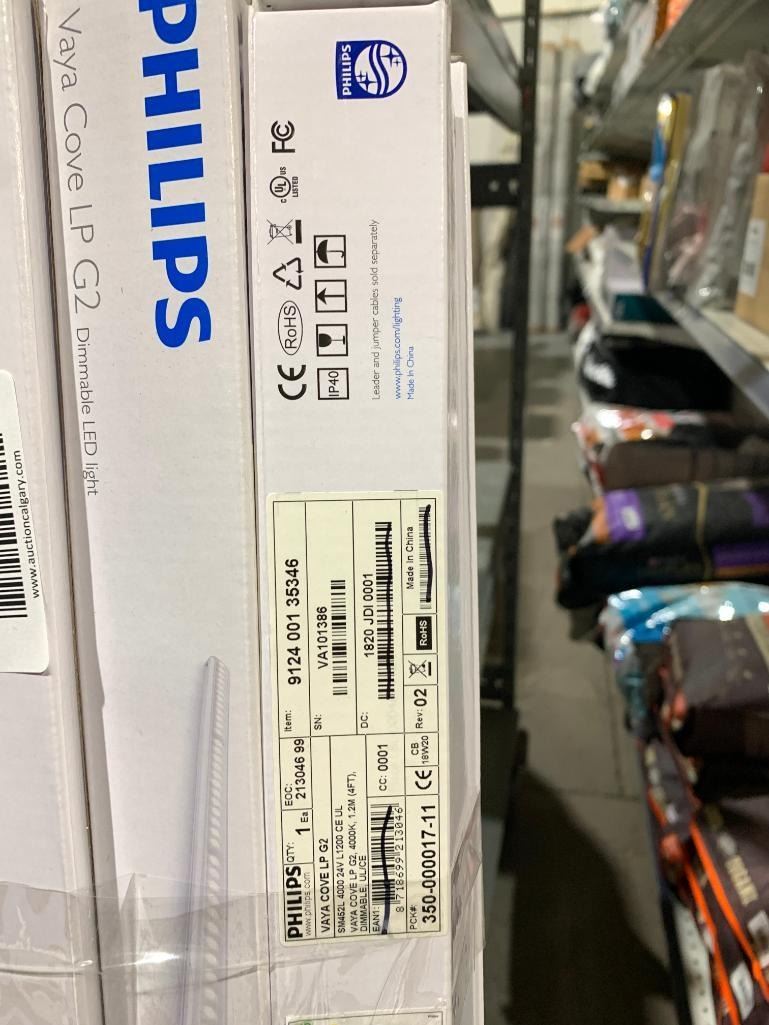 www.auctioncalgary.com
Vaya Cove LP G2 Dimmable LED light
PHILIPS
PHILIPS
FC
C UL US
LISTED
CE RoHS
IP40
Leader and jumper cables sold separately
www.philips.com/lighting
Made In China
PHILIPS
www.philips.com
QTY:
1 Ea
EOC:
213046 99
Item:
9124 001 35346
VAYA COVE LP G2
SN:
VA101386
SM452L 4000 24V L1200 CE UL
VAYA COVE LP G2, 4000K, 1.2M (4FT),
DIMMABLE, UL/CE
DC:
1820 JDI 0001
EAN1:
8 718699 213046
CC: 0001
PCK#:
350-000017-11
CE
CB
18W20
Rev: 02
RoHS
Made In China